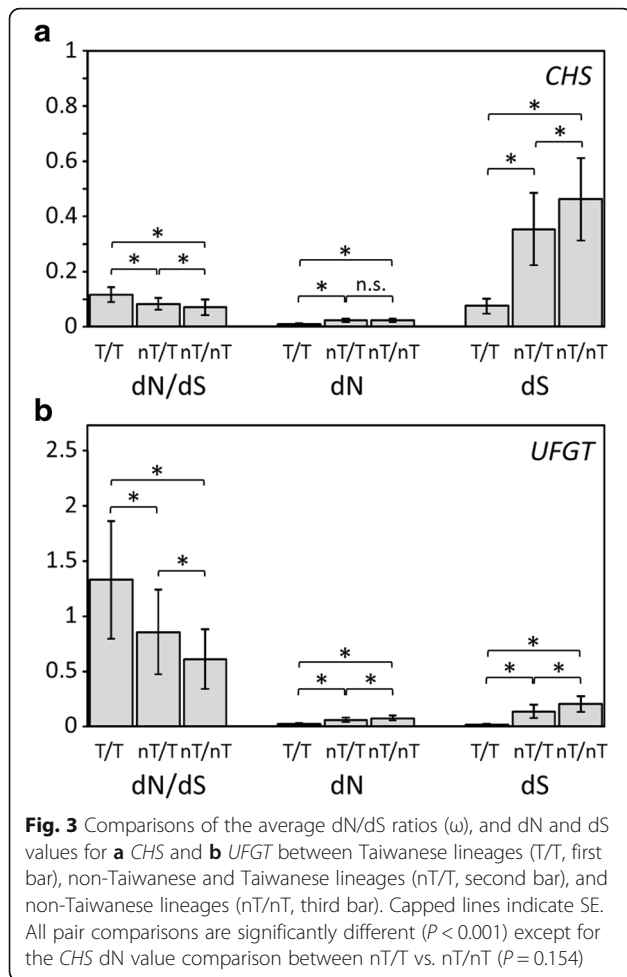 a
1
CHS
0.8
0.6
0.4
0.2
0
* * *
* * n.s.
* * *
T/T nT/T nT/nT T/T nT/T nT/nT T/T nT/T nT/nT
dN/dS dN dS
b
2.5
UFGT
2
1.5
1
0.5
0
* * *
* * *
* * *
T/T nT/T nT/nT T/T nT/T nT/nT T/T nT/T nT/nT
dN/dS dN dS
Fig. 3 Comparisons of the average dN/dS ratios (ω), and dN and dS
values for a CHS and b UFGT between Taiwanese lineages (T/T, first
bar), non-Taiwanese and Taiwanese lineages (nT/T, second bar), and
non-Taiwanese lineages (nT/nT, third bar). Capped lines indicate SE.
All pair comparisons are significantly different (P < 0.001) except for
the CHS dN value comparison between nT/T vs. nT/nT (P = 0.154)